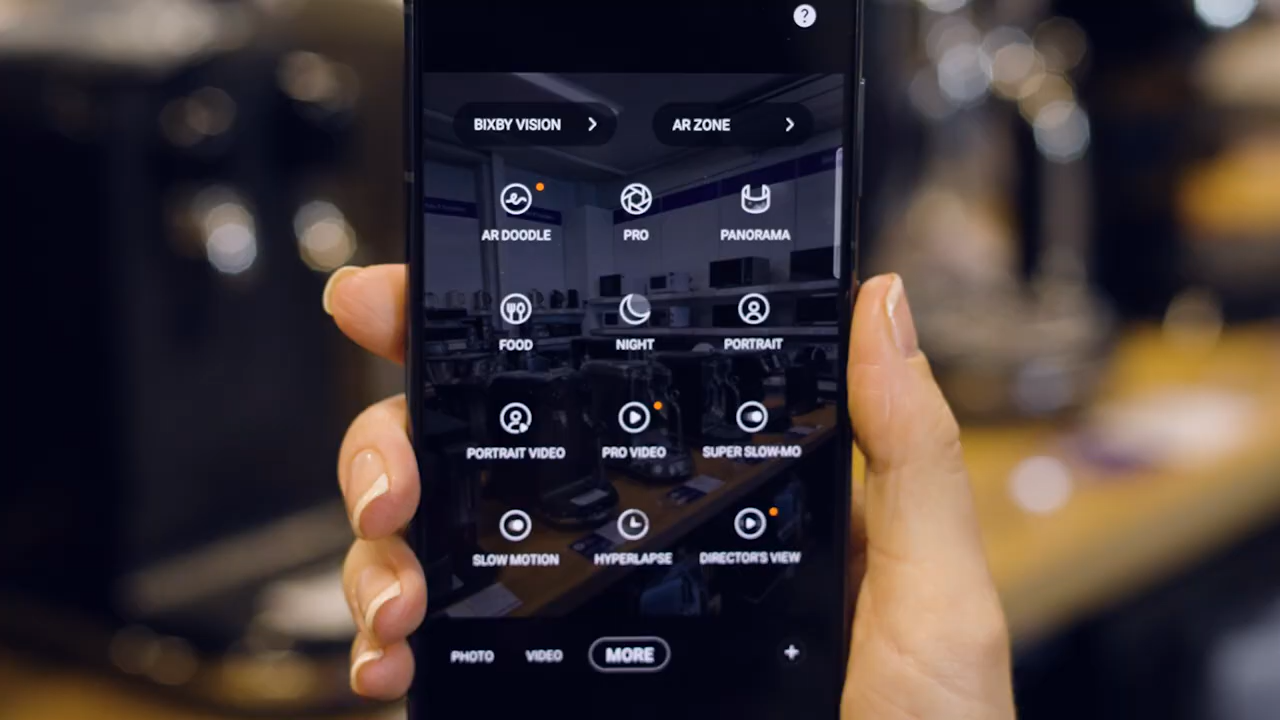 ?
BIXBY VISION
AR ZONE
AR DOODLE
PRO
PANORAMA
FOOD
NIGHT
PORTRAIT
PORTRAIT VIDEO
PRO VIDEO
SUPER SLOW-MO
SLOW MOTION
HYPERLAPSE
DIRECTOR'S VIEW
PHOTO
VIDEO
MORE